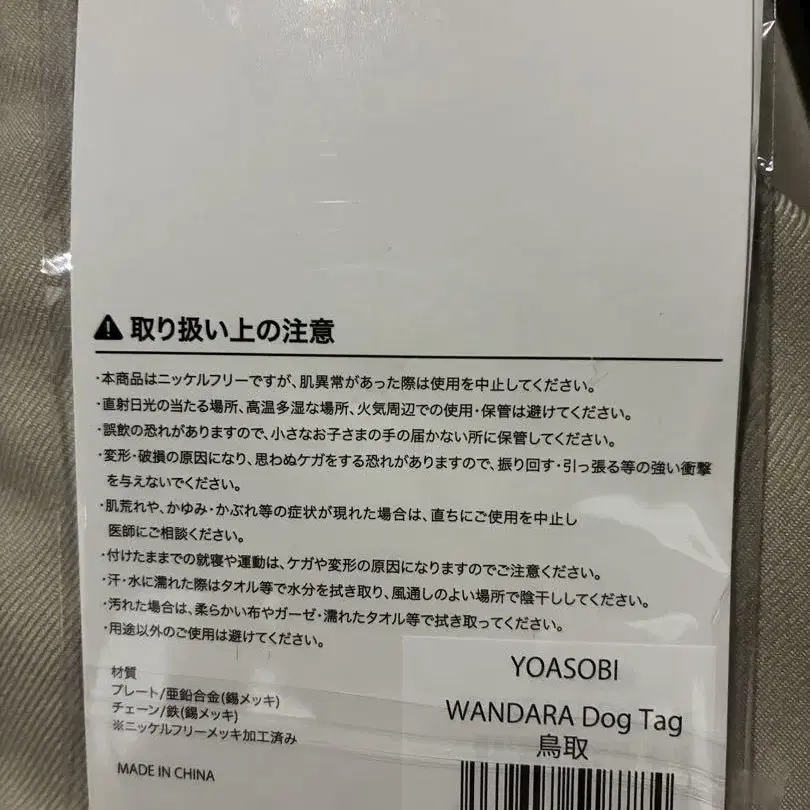 取り扱い上の注意
・本商品はニッケルフリーですが、肌異常があった際は使用を中止してください。
・直射日光の当たる場所、高温多湿な場所、火気周辺での使用・保管は避けてください。
・誤飲の恐れがありますので、小さなお子さまの手の届かない所に保管してください。
・変形・破損の原因になり、思わぬケガをする恐れがありますので、振り回す・引っ張る等の強い衝撃
を与えないでください。
・肌荒れや、かゆみ・かぶれ等の症状が現れた場合は、直ちにご使用を中止し
医師にご相談ください。
・付けたままでの就寝や運動は、ケガや変形の原因になりますのでご注意ください。
・汗・水に濡れた際はタオル等で水分を拭き取り、風通しのよい場所で陰干ししてください。
・汚れた場合は、柔らかい布やガーゼ・濡れたタオル等で拭き取ってください。
・用途以外のご使用は避けてください。
材質
プレート/亜鉛合金(錫メッキ)
チェーン/鉄(錫メッキ)
※ニッケルフリーメッキ加工済み
MADE IN CHINA
YOASOBI
WANDARA Dog Tag
鳥取